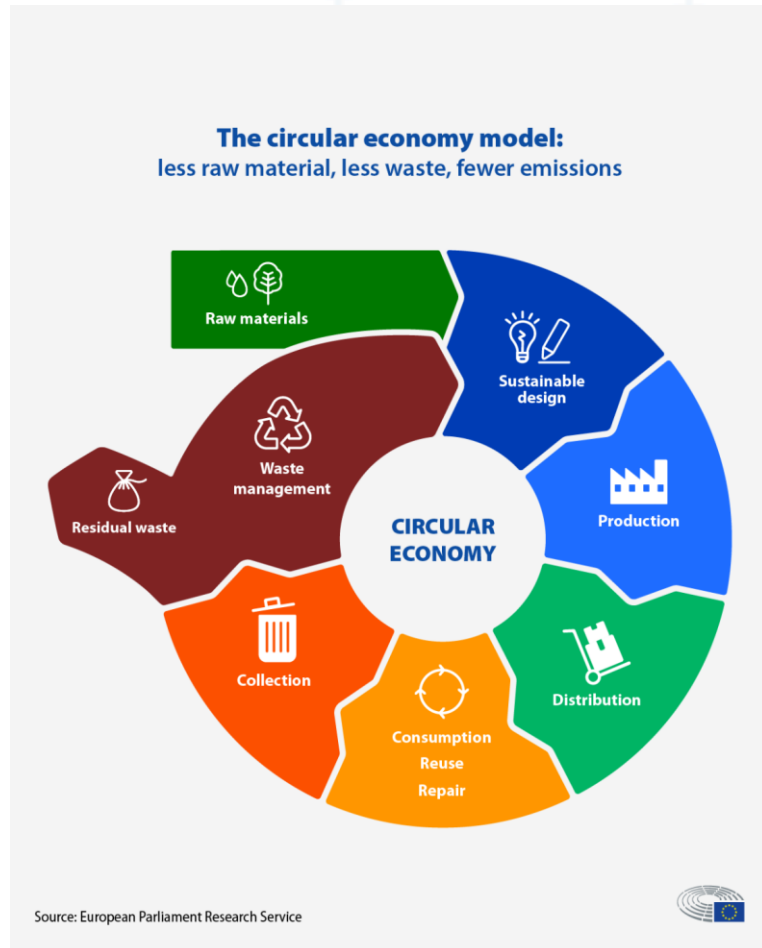 The circular economy model:
less raw material, less waste, fewer emissions
Raw materials
Sustainable
design
Production
Distribution
Consumption
Reuse
Repair
Collection
Waste
management
Residual waste
CIRCULAR
ECONOMY
Source: European Parliament Research Service